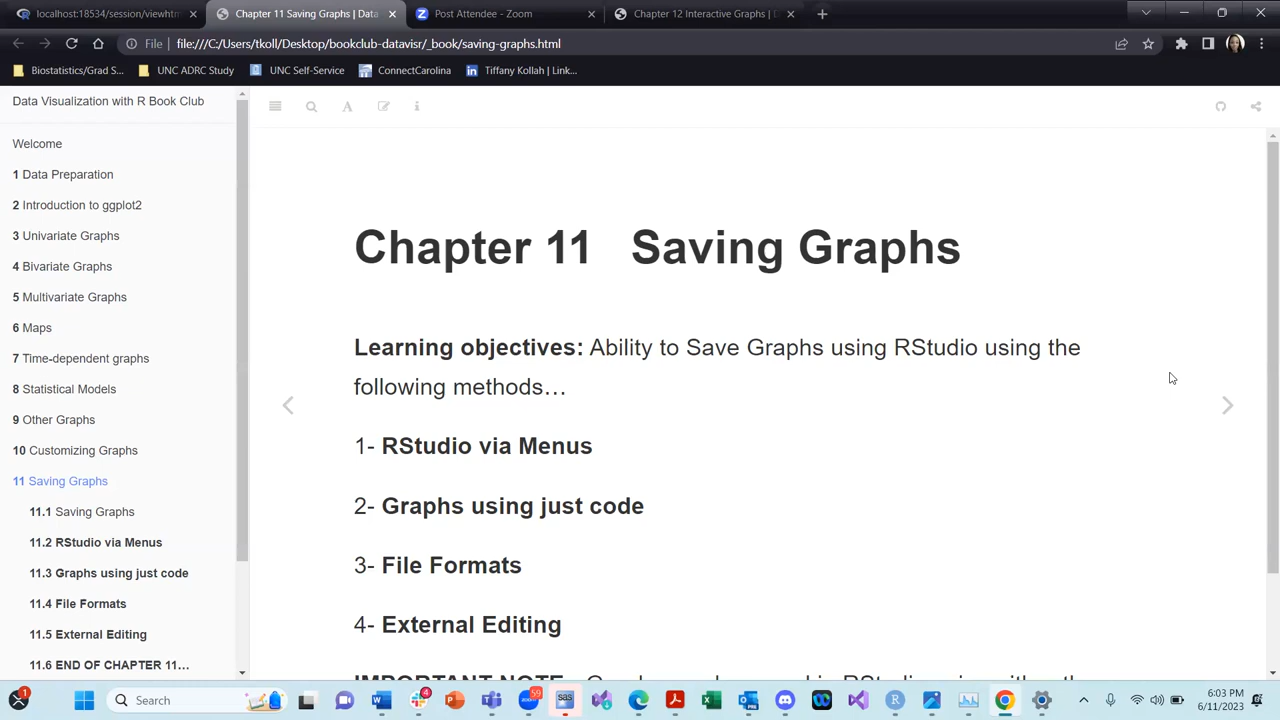 localhost:18534/session/viewhtm
Chapter 11 Saving Graphs | Data
Post Attendee - Zoom
Chapter 12 Interactive Graphs | D
File
file:///C:/Users/tkoll/Desktop/bookclub-datavisr/_book/saving-graphs.html
Biostatistics/Grad S...
UNC ADRC Study
UNC Self-Service
ConnectCarolina
Tiffany Kollah | Link...
Data Visualization with R Book Club
Welcome
1 Data Preparation
2 Introduction to ggplot2
3 Univariate Graphs
4 Bivariate Graphs
5 Multivariate Graphs
6 Maps
7 Time-dependent graphs
8 Statistical Models
9 Other Graphs
10 Customizing Graphs
11 Saving Graphs
11.1 Saving Graphs
11.2 RStudio via Menus
11.3 Graphs using just code
11.4 File Formats
11.5 External Editing
11.6 END OF CHAPTER 11...
Chapter 11 Saving Graphs
Learning objectives: Ability to Save Graphs using RStudio using the
following methods…
1- RStudio via Menus
2- Graphs using just code
3- File Formats
4- External Editing
Search
6:03 PM
6/11/2023